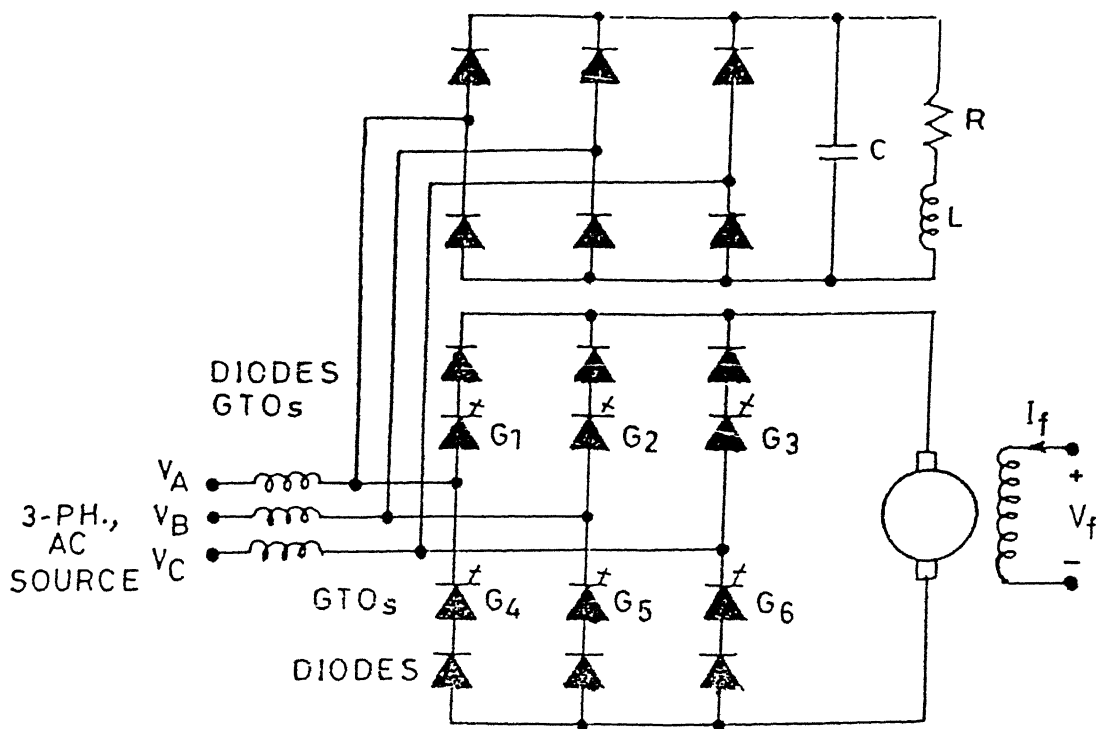 R
C
L
DIODES
GTOs
G1
G2
G3
If
VA
+
3-PH.,
VB
Vf
AC
VC
SOURCE
-
GTOs
G4
G5
G6
DIODES